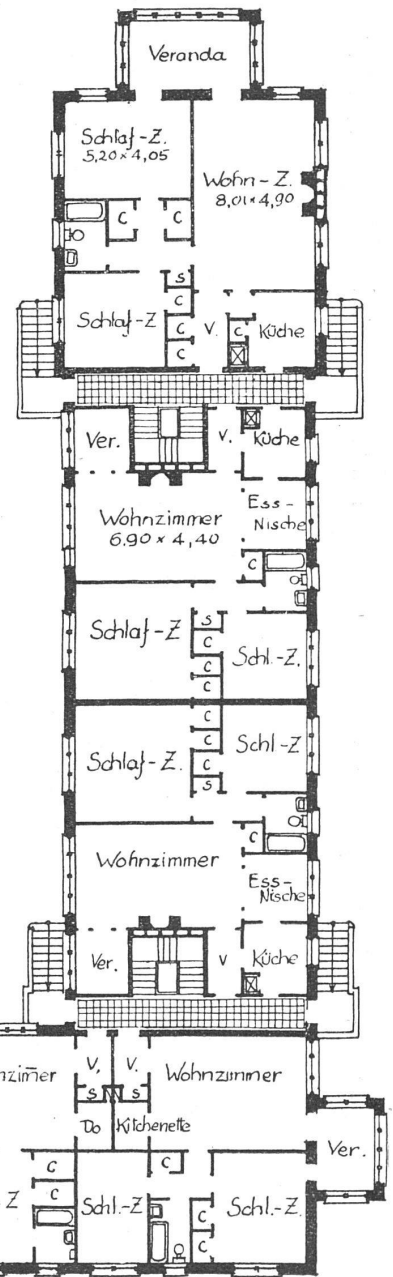 Veranda
Schlaf-Z.
5,20 × 4,05
Wohn-Z.
8,01 × 4,90
C
C
S
C
Schlaf-Z
C
C
V.
C
Küche
Ver.
V.
Küche
Wohnzimmer
6.90 × 4,40
Ess-
Nische
C
Schlaf-Z
S
C
C
C
Schl.-Z.
C
C
C
S
Schlaf-Z.
Schl-Z
Wohnzimmer
C
Ess-
Nische
Ver.
V
Küche
nzimer
V,
V.
Wohnzimmer
S
S
Do
Kitchenette
Ver.
C
C
C
Z
Schl.-Z
C
C
Schl.-Z.